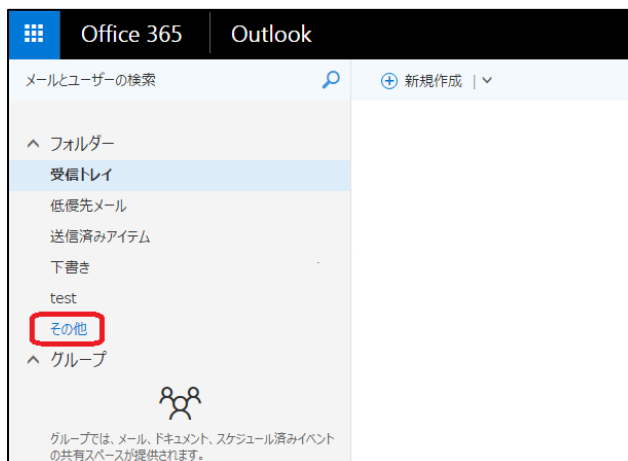 Office 365 Outlook
メールとユーザーの検索
新規作成
フォルダー
受信トレイ
低優先メール
送信済みアイテム
下書き
test
その他
グループ
グループでは、メール、ドキュメント、スケジュール済みイベント
の共有スペースが提供されます。